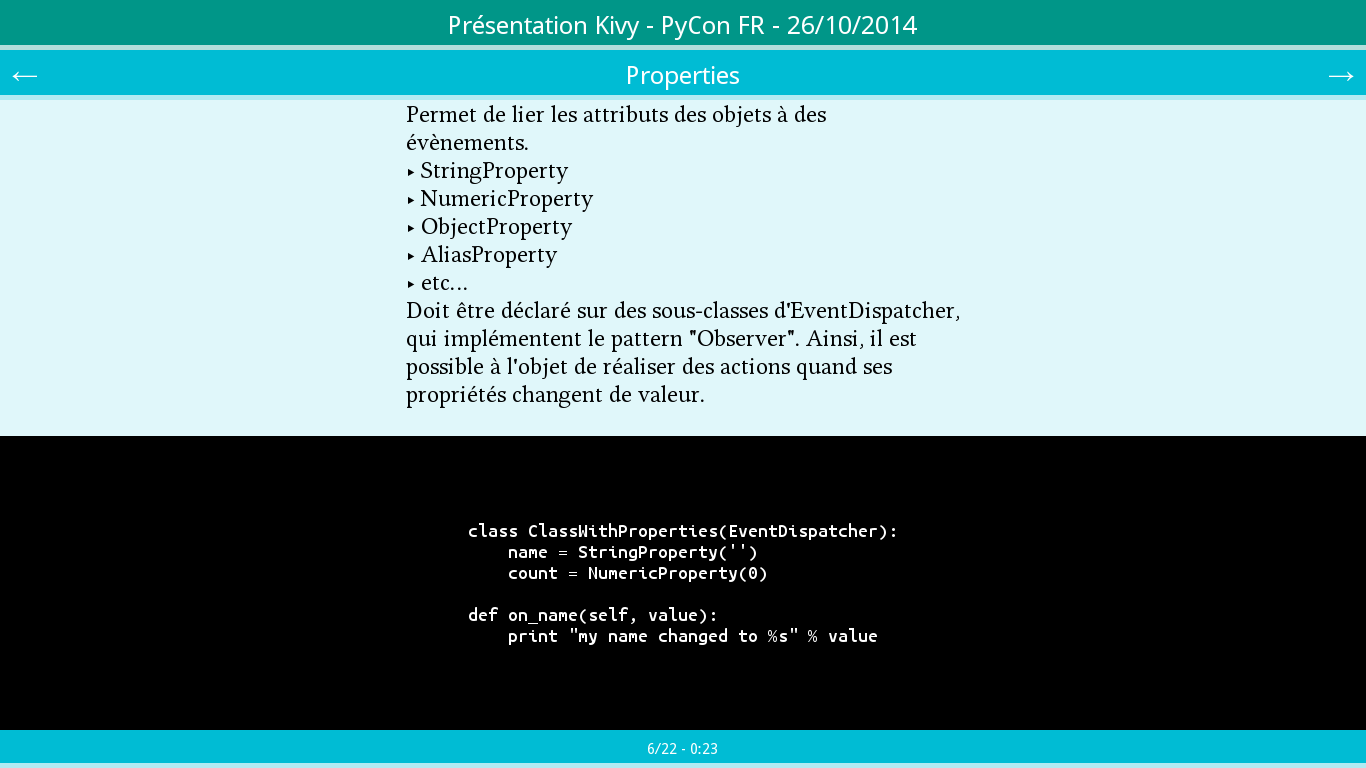 Présentation Kivy - PyCon FR - 26/10/2014
← Properties →
Permet de lier les attributs des objets à des
évènements.
‣ StringProperty
‣ NumericProperty
‣ ObjectProperty
‣ AliasProperty
‣ etc…
Doit être déclaré sur des sous-classes d'EventDispatcher,
qui implémentent le pattern "Observer". Ainsi, il est
possible à l'objet de réaliser des actions quand ses
propriétés changent de valeur.
class ClassWithProperties(EventDispatcher):
    name = StringProperty('')
    count = NumericProperty(0)
def on_name(self, value):
    print "my name changed to %s" % value
6/22 - 0:23